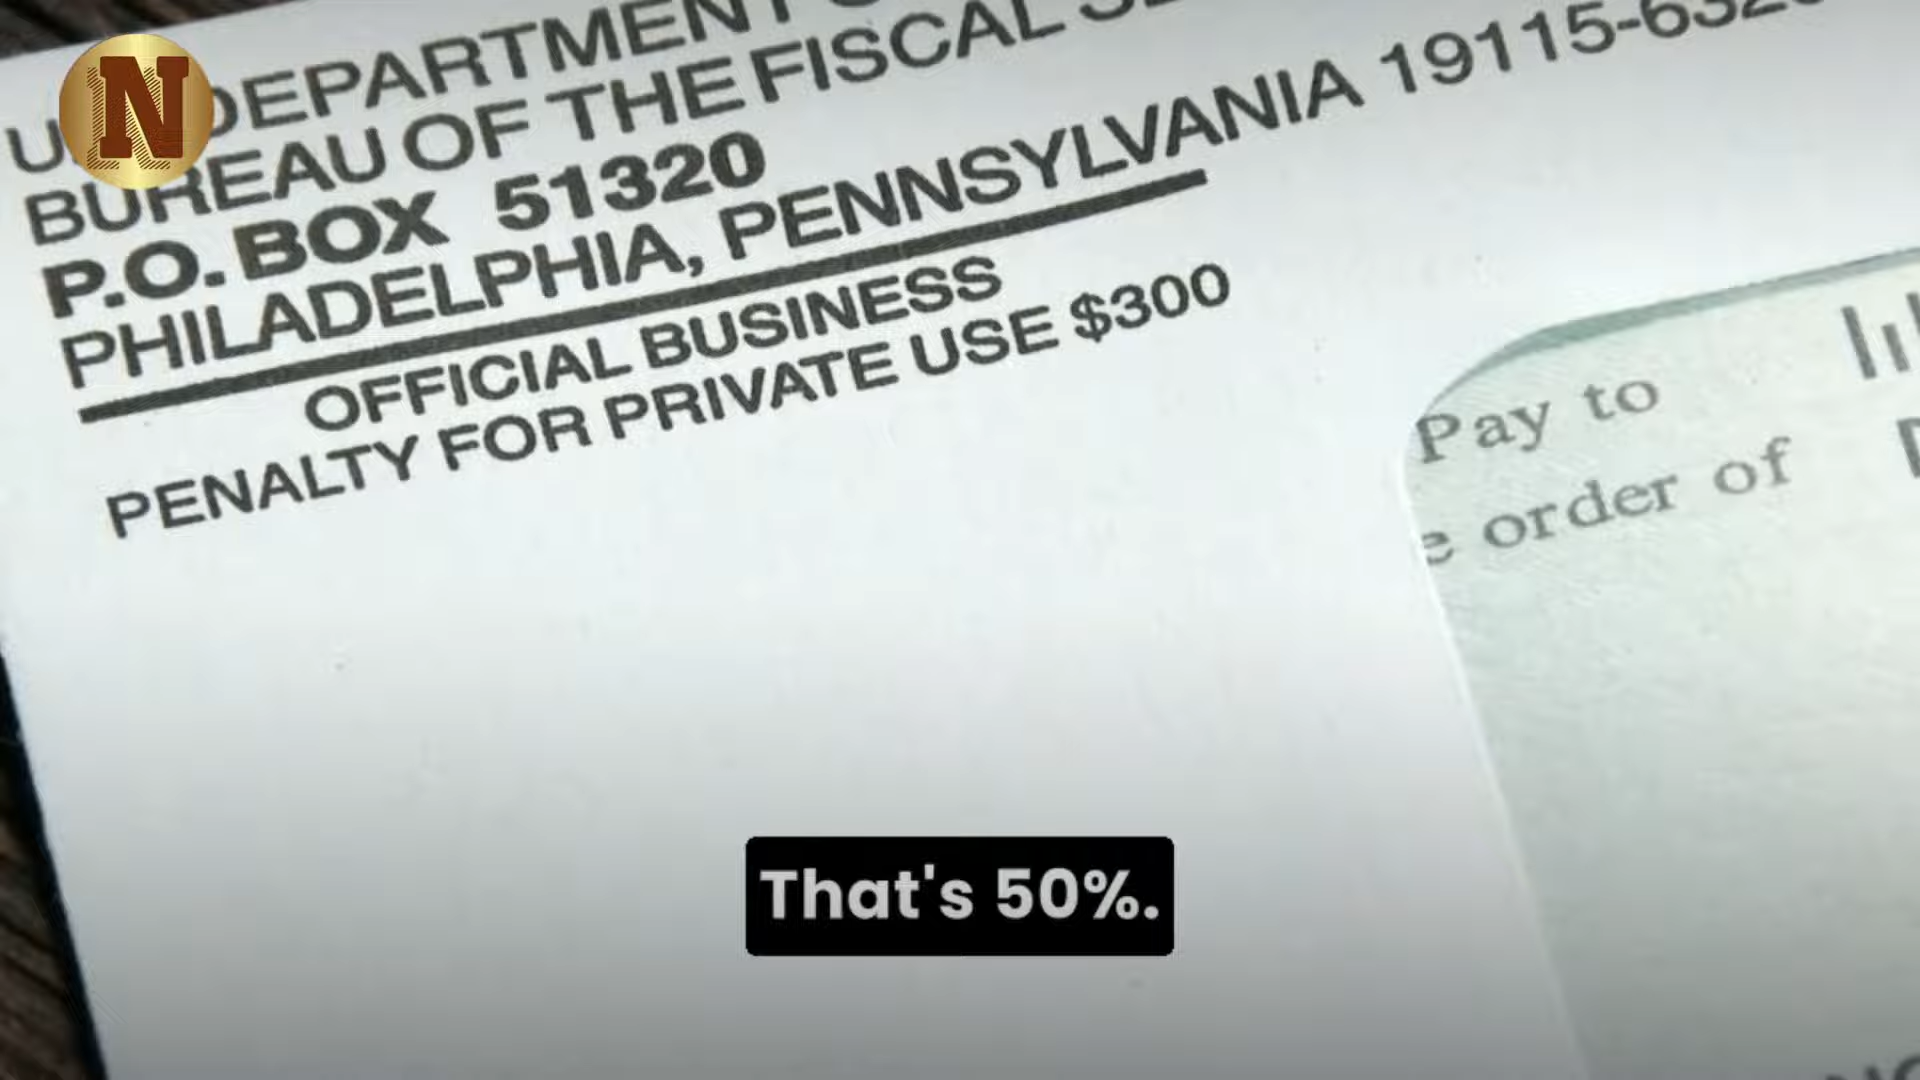 N
DEPARTMENT
BUREAU OF THE FISCAL
P.O. BOX 51320
PHILADELPHIA, PENNSYLVANIA 19115-632
OFFICIAL BUSINESS
PENALTY FOR PRIVATE USE $300
Pay to
order of
That's 50%.